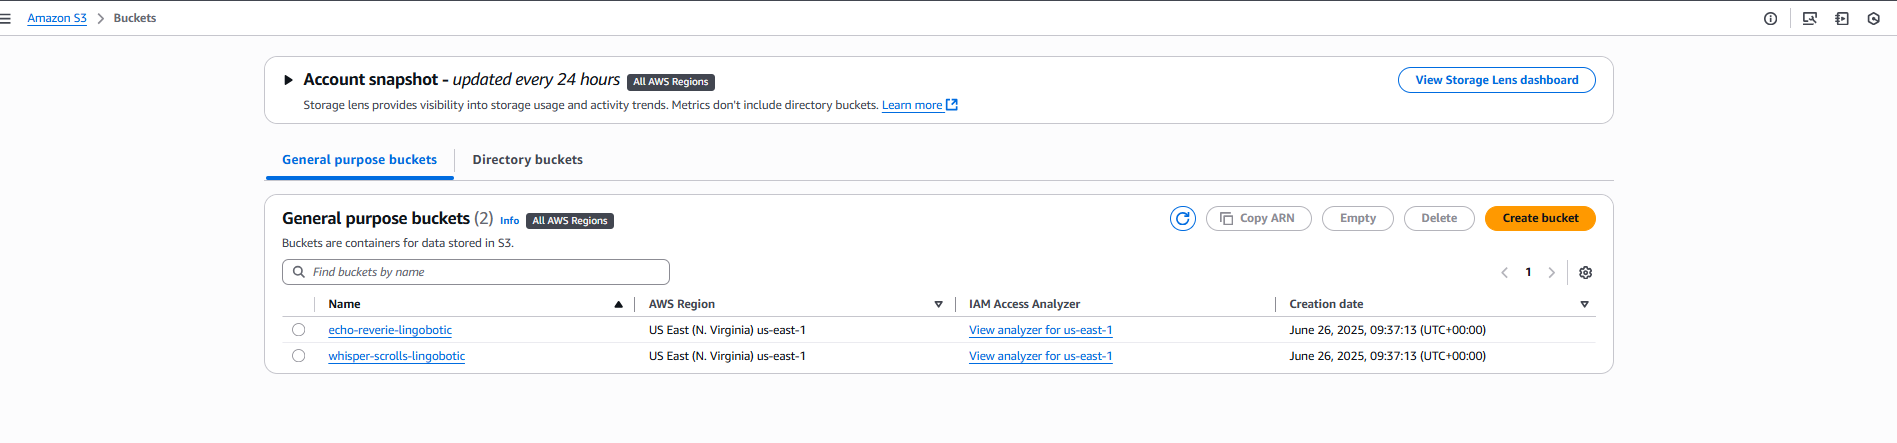 Amazon S3 > Buckets
Account snapshot - updated every 24 hours All AWS Regions View Storage Lens dashboard
Storage lens provides visibility into storage usage and activity trends. Metrics don't include directory buckets. Learn more
General purpose buckets Directory buckets
General purpose buckets (2) Info All AWS Regions Copy ARN Empty Delete Create bucket
Buckets are containers for data stored in S3.
Find buckets by name < 1 >
Name AWS Region IAM Access Analyzer Creation date
echo-reverie-lingobotic US East (N. Virginia) us-east-1 View analyzer for us-east-1 June 26, 2025, 09:37:13 (UTC+00:00)
whisper-scrolls-lingobotic US East (N. Virginia) us-east-1 View analyzer for us-east-1 June 26, 2025, 09:37:13 (UTC+00:00)